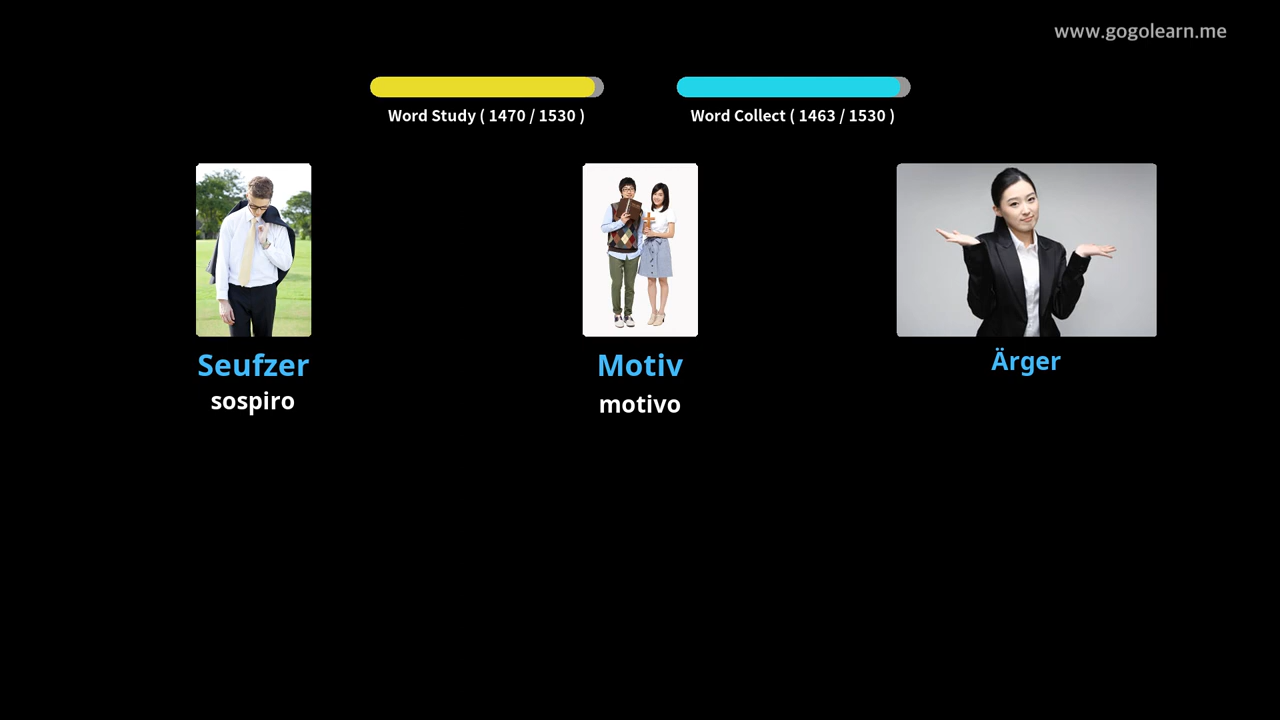 www.gogolearn.me
Word Study ( 1470 / 1530 )
Word Collect ( 1463 / 1530 )
Seufzer
sospiro
Motiv
motivo
Ärger